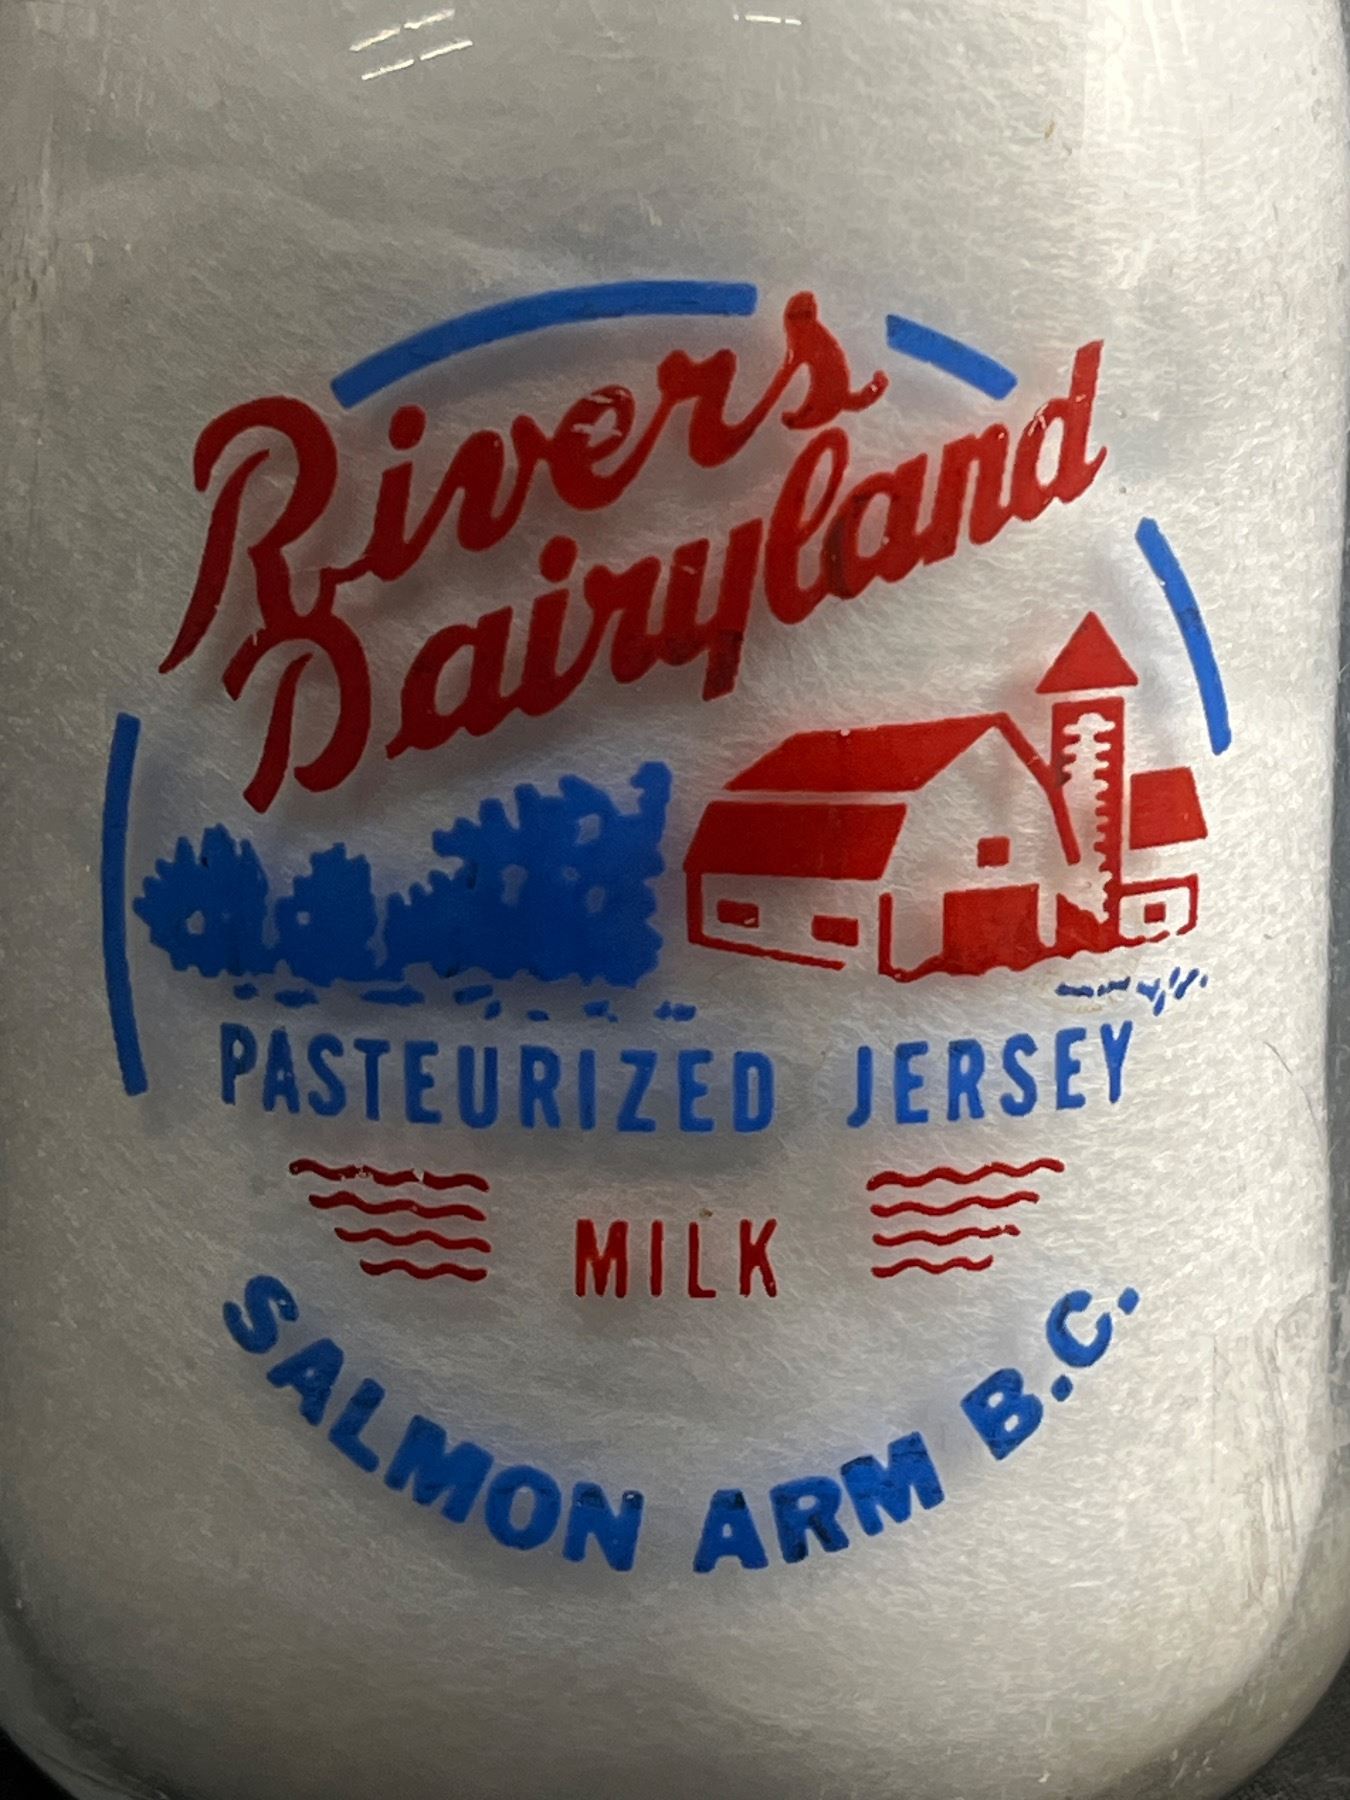 Rivers
Dairyland
PASTEURIZED JERSEY
MILK
SALMON ARM B.C.